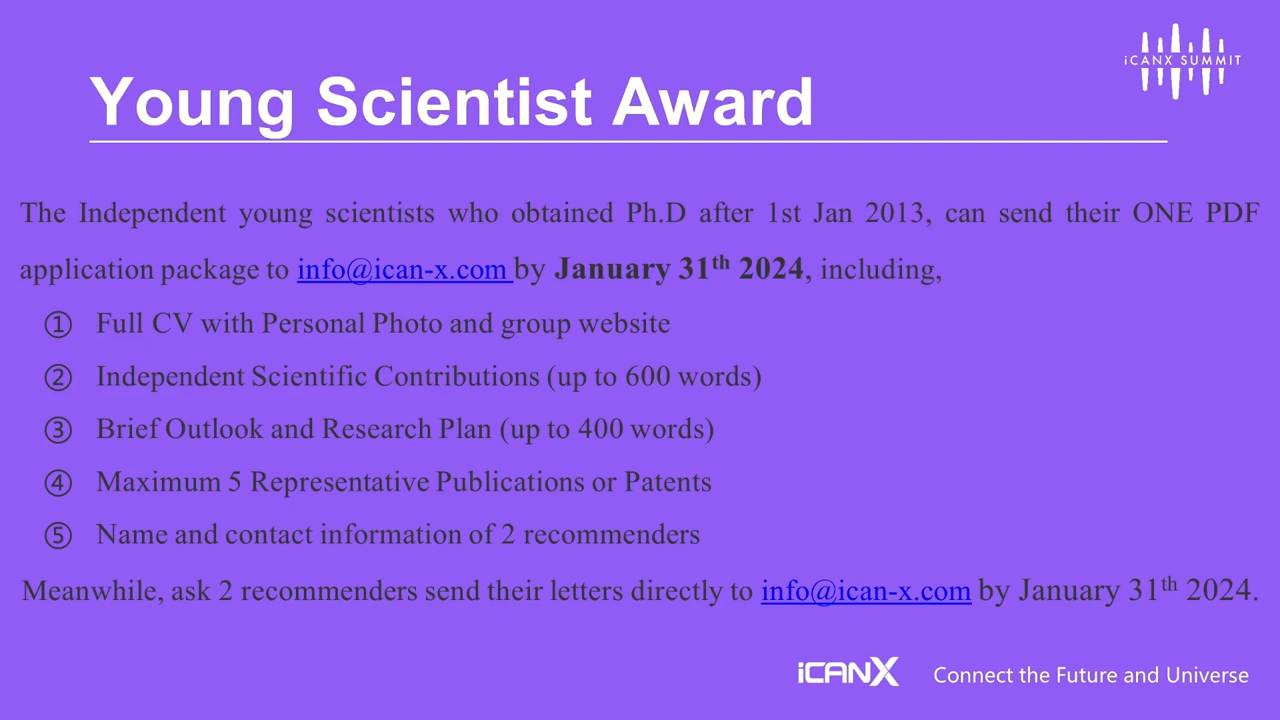 iCANX SUMMIT
Young Scientist Award
The Independent young scientists who obtained Ph.D after 1st Jan 2013, can send their ONE PDF
application package to info@ican-x.com by January 31th 2024, including,
① Full CV with Personal Photo and group website
② Independent Scientific Contributions (up to 600 words)
③ Brief Outlook and Research Plan (up to 400 words)
④ Maximum 5 Representative Publications or Patents
⑤ Name and contact information of 2 recommenders
Meanwhile, ask 2 recommenders send their letters directly to info@ican-x.com by January 31th 2024.
iCANX Connect the Future and Universe